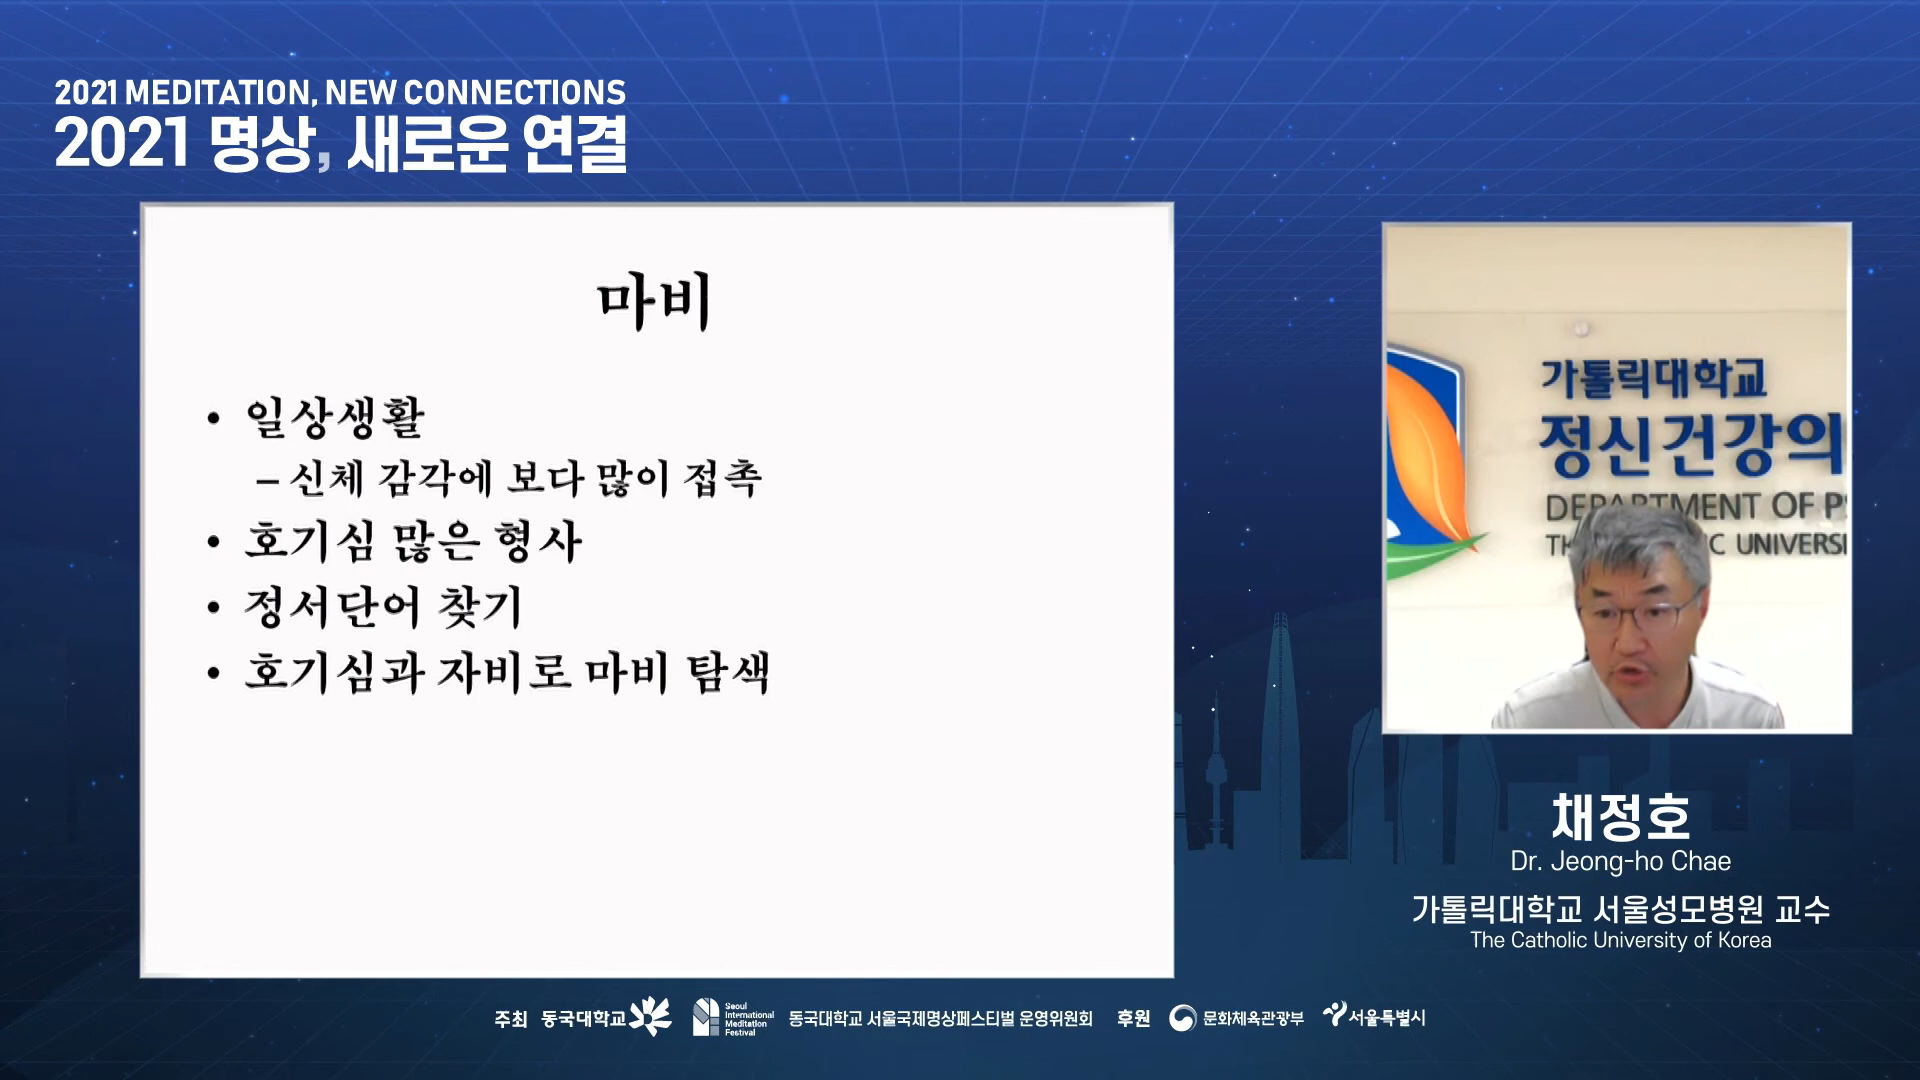 2021 MEDITATION, NEW CONNECTIONS
2021 명상, 새로운 연결
마비
• 일상생활
– 신체 감각에 보다 많이 접촉
• 호기심 많은 형사
• 정서단어 찾기
• 호기심과 자비로 마비 탐색
가톨릭대학교
정신건강의
DEPARTMENT OF P
UNIVERSI
채정호
Dr. Jeong-ho Chae
가톨릭대학교 서울성모병원 교수
The Catholic University of Korea
주최 동국대학교 Seoul International Meditation Festival 동국대학교 서울국제명상페스티벌 운영위원회 후원 문화체육관광부 서울특별시